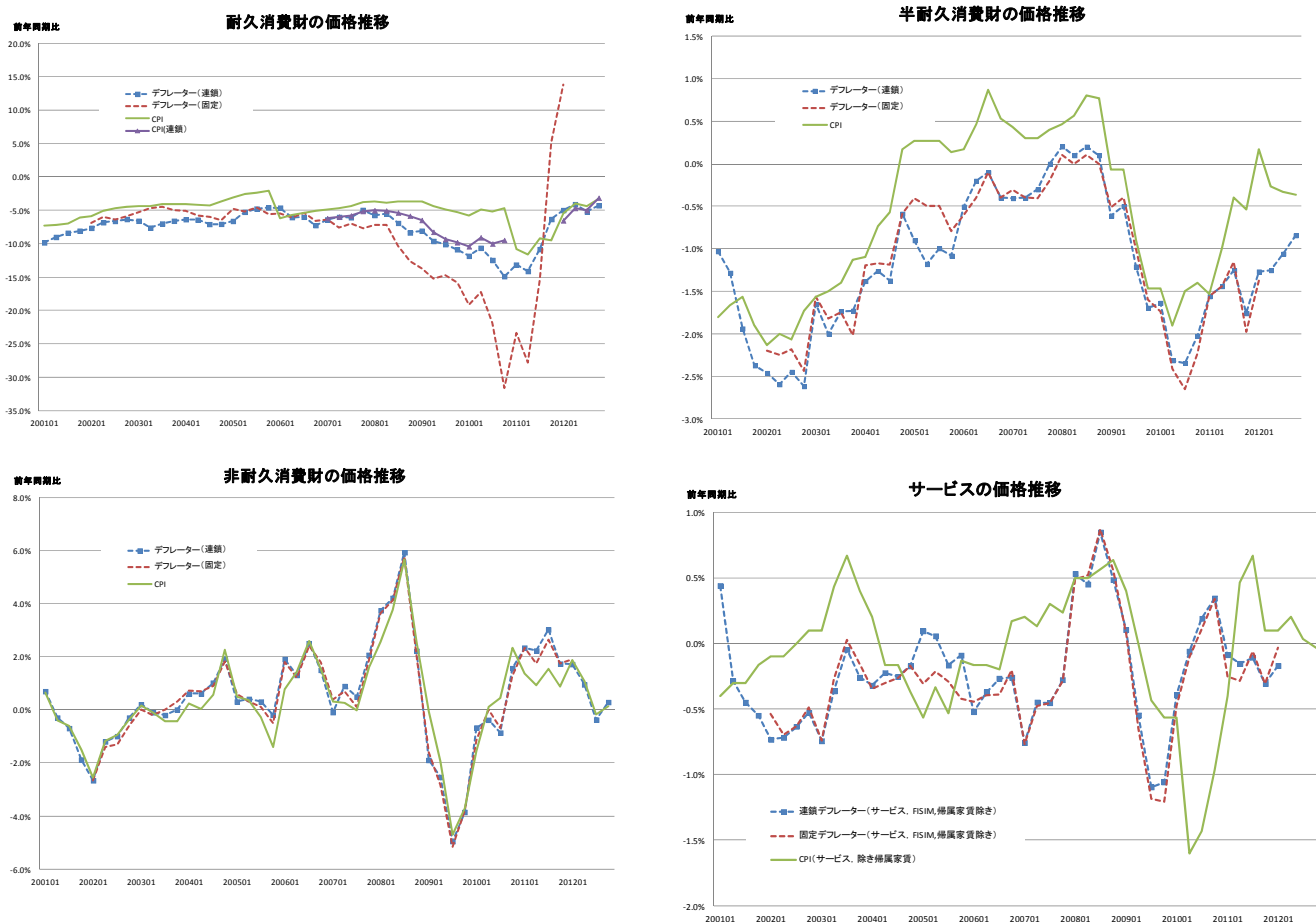 耐久消費財の価格推移
前年同期比
20.0%
15.0%
10.0%
5.0%
0.0%
-5.0%
-10.0%
-15.0%
-20.0%
-25.0%
-30.0%
-35.0%
デフレーター(連鎖)
デフレーター(固定)
CPI
CPI(連鎖)
200101 200201 200301 200401 200501 200601 200701 200801 200901 201001 201101 201201
半耐久消費財の価格推移
前年同期比
1.5%
1.0%
0.5%
0.0%
-0.5%
-1.0%
-1.5%
-2.0%
-2.5%
-3.0%
デフレーター(連鎖)
デフレーター(固定)
CPI
200101 200201 200301 200401 200501 200601 200701 200801 200901 201001 201101 201201
非耐久消費財の価格推移
前年同期比
8.0%
6.0%
4.0%
2.0%
0.0%
-2.0%
-4.0%
-6.0%
デフレーター(連鎖)
デフレーター(固定)
CPI
200101 200201 200301 200401 200501 200601 200701 200801 200901 201001 201101 201201
サービスの価格推移
前年同期比
1.0%
0.5%
0.0%
-0.5%
-1.0%
-1.5%
-2.0%
連鎖デフレーター(サービス、FISIM,帰属家賃除き)
固定デフレーター(サービス、FISIM,帰属家賃除き)
CPI(サービス、除き帰属家賃)
200101 200201 200301 200401 200501 200601 200701 200801 200901 201001 201101 201201